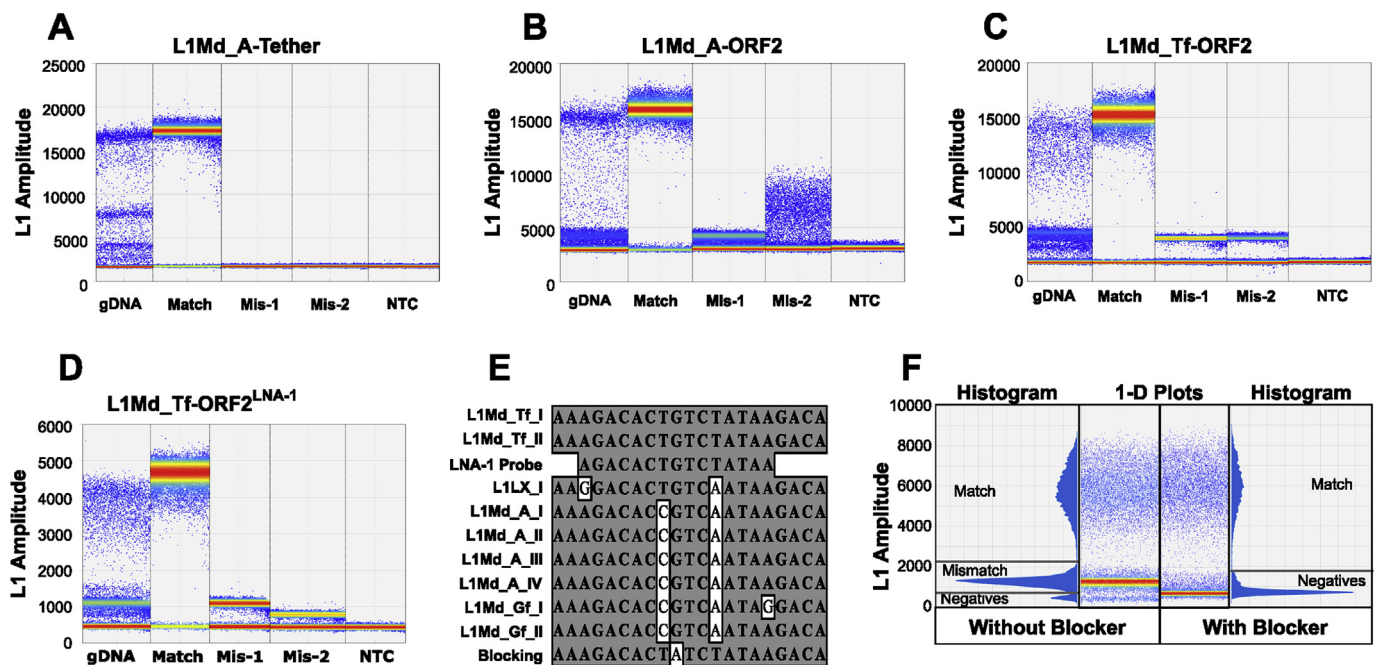 A
L1Md_A-Tether
L1 Amplitude
25000
20000
15000
10000
5000
0
gDNA Match Mis-1 Mis-2 NTC
B
L1Md_A-ORF2
L1 Amplitude
20000
15000
10000
5000
0
gDNA Match MIs-1 Mis-2 NTC
C
L1Md_Tf-ORF2
L1 Amplitude
20000
15000
10000
5000
0
gDNA Match Mis-1 Mis-2 NTC
D
L1Md_Tf-ORF2LNA-1
L1 Amplitude
6000
5000
4000
3000
2000
1000
0
gDNA Match Mis-1 Mis-2 NTC
E
L1Md_Tf_I AAAGACACTGTCTATAAGACA
L1Md_Tf_II AAAGACACTGTCTATAAGACA
LNA-1 Probe AGACACTGTCTATAA
L1LX_I AAGGACACTGTCAATAAGACA
L1Md_A_I AAAGACACCGTCAATAAGACA
L1Md_A_II AAAGACACCGTCAATAAGACA
L1Md_A_III AAAGACACCGTCAATAAGACA
L1Md_A_IV AAAGACACCGTCAATAAGACA
L1Md_Gf_I AAAGACACCGTCAATAGGACA
L1Md_Gf_II AAAGACACCGTCAATAAGACA
Blocking AAAGACACTATCTATAAGACA
F
Histogram 1-D Plots Histogram
L1 Amplitude
10000
8000
6000
4000
2000
0
Match
Mismatch
Negatives
Match
Negatives
Without Blocker With Blocker